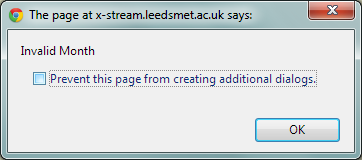 The page at x-stream.leedsmet.ac.uk says:
Invalid Month
Prevent this page from creating additional dialogs.
OK